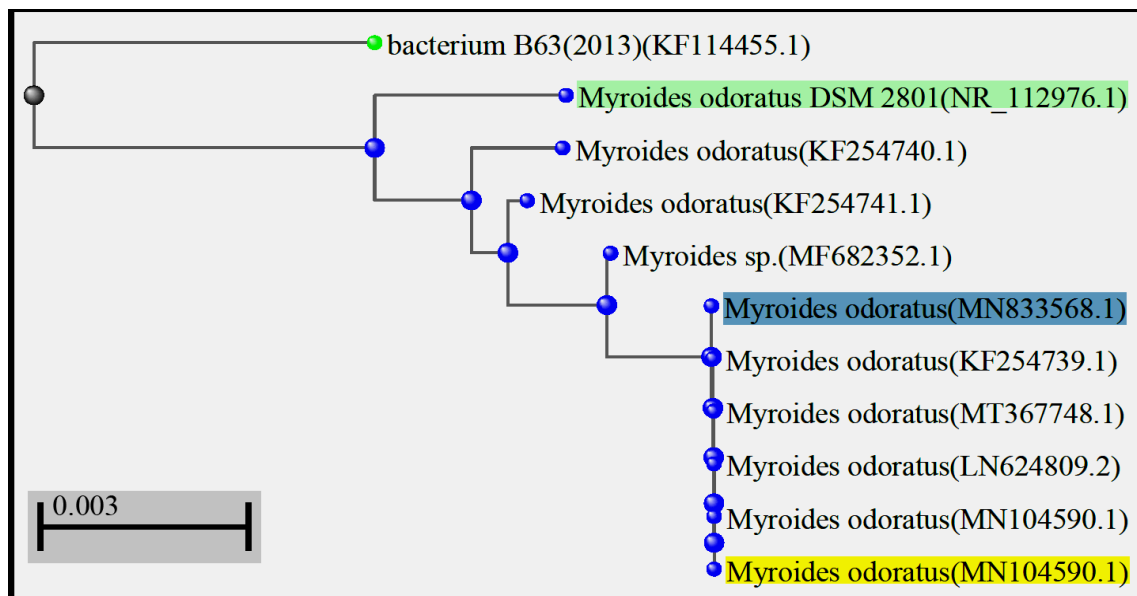 bacterium B63(2013)(KF114455.1)
Myroides odoratus DSM 2801(NR_112976.1)
Myroides odoratus(KF254740.1)
Myroides odoratus(KF254741.1)
Myroides sp.(MF682352.1)
Myroides odoratus(MN833568.1)
Myroides odoratus(KF254739.1)
Myroides odoratus(MT367748.1)
Myroides odoratus(LN624809.2)
0.003
Myroides odoratus(MN104590.1)
Myroides odoratus(MN104590.1)